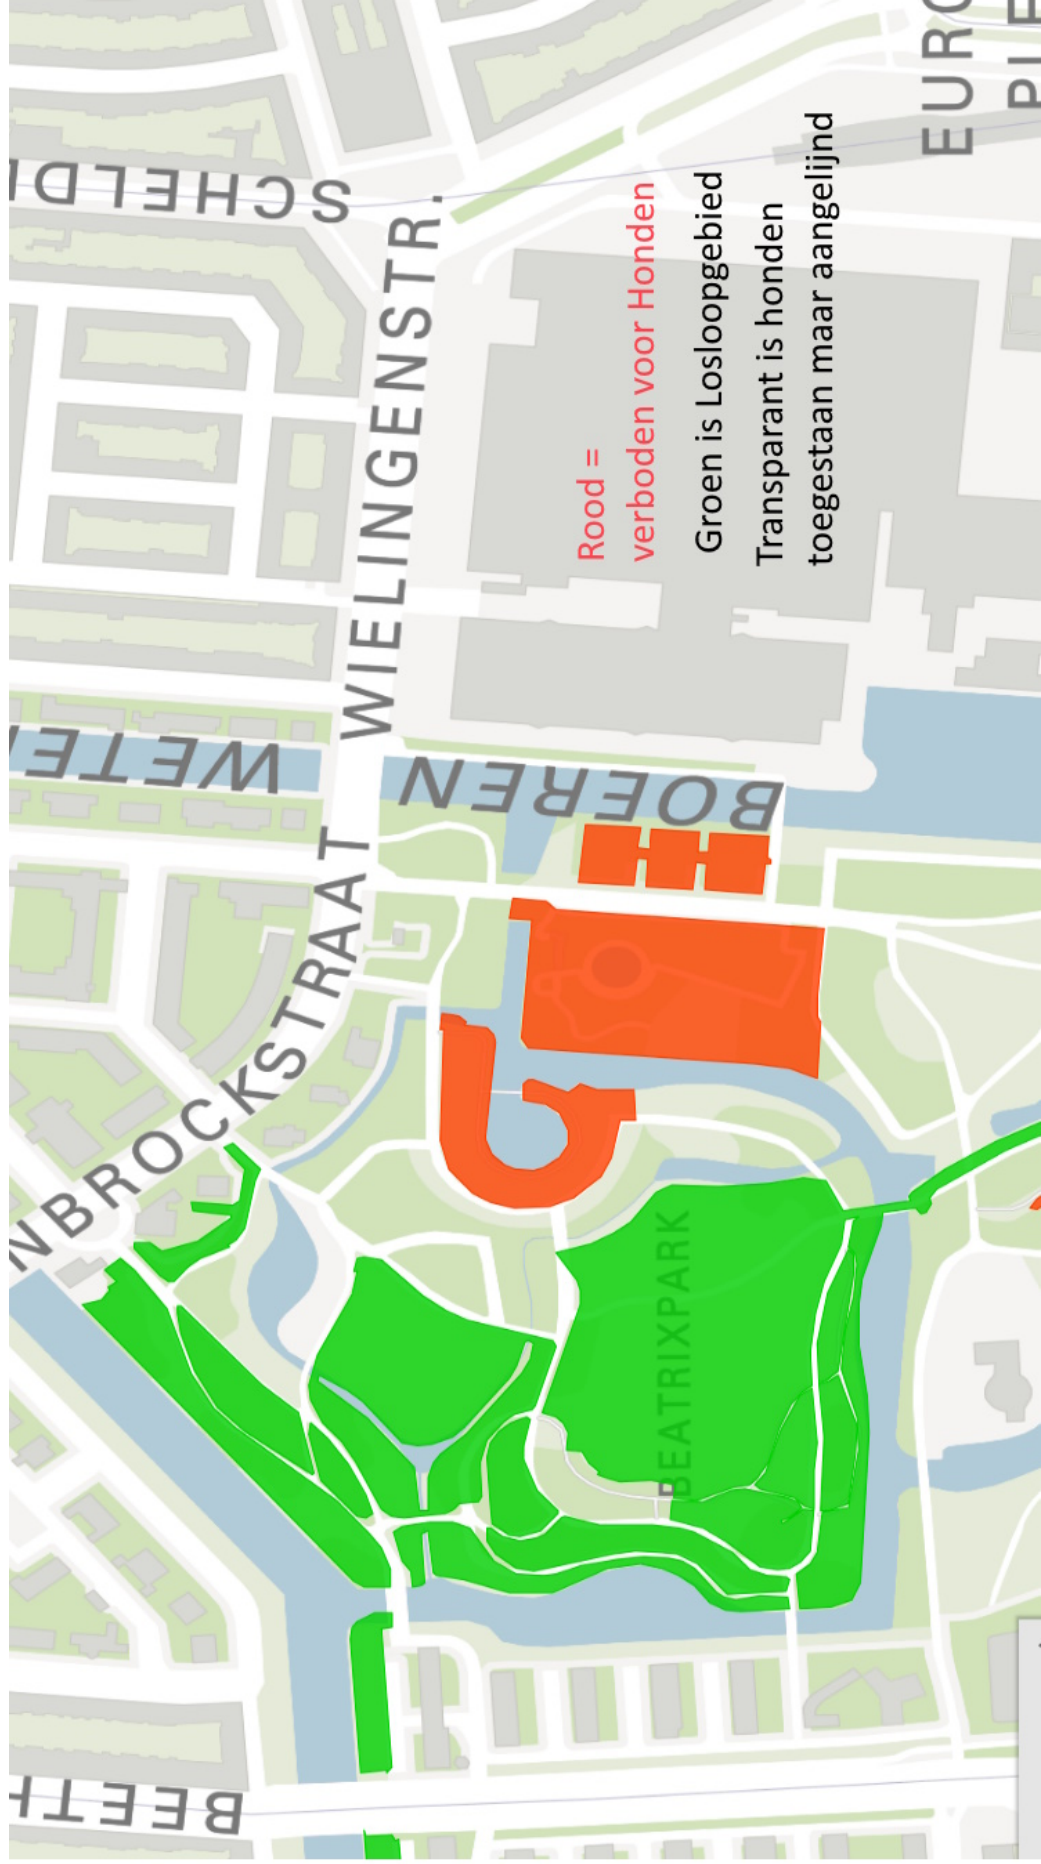 BEET
NBROCKSTRAAT
WIELINGENSTR.
SCHELD
BOEREN
WETE
BEATRIXPARK
Rood =
verboden voor Honden
Groen is Losloopgebied
Transparant is honden
toegestaan maar aangelijnd
EURO